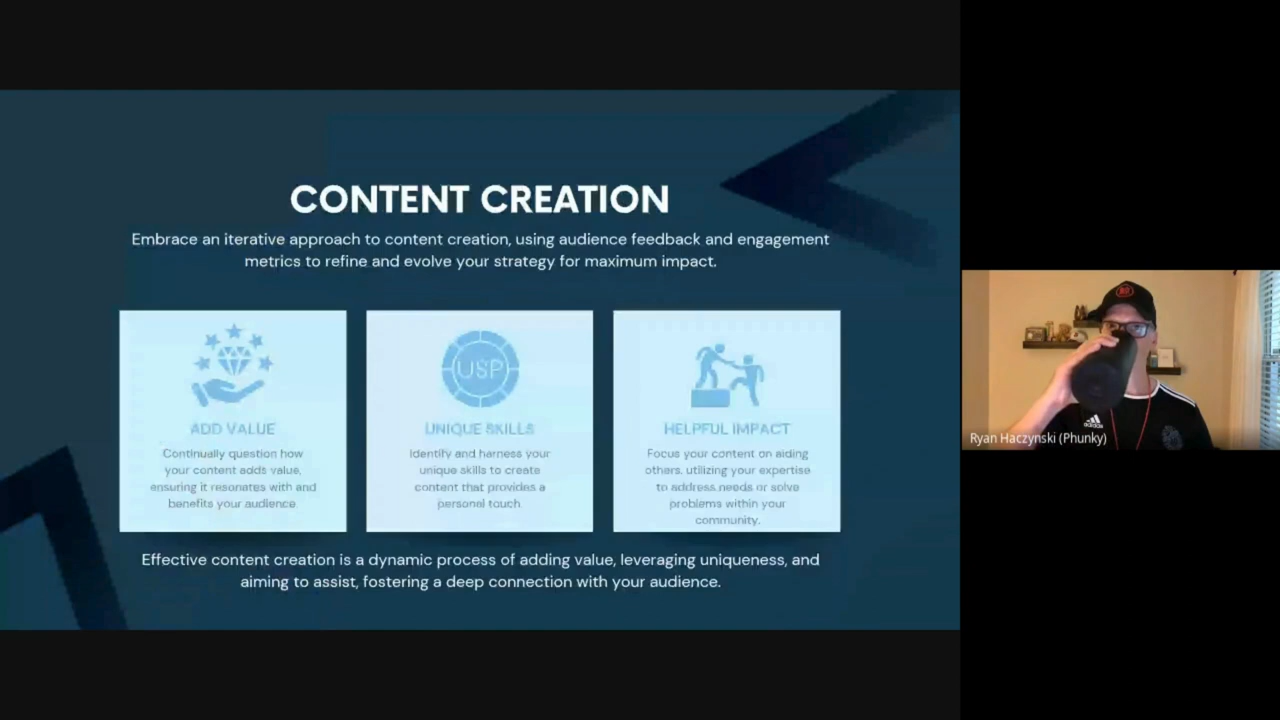 CONTENT CREATION
Embrace an iterative approach to content creation, using audience feedback and engagement
metrics to refine and evolve your strategy for maximum impact.
ADD VALUE
Continually question how
your content adds value,
ensuring it resonates with and
benefits your audience.
USP
UNIQUE SKILLS
Identify and harness your
unique skills to create
content that provides a
personal touch.
HELPFUL IMPACT
Focus your content on aiding
others, utilizing your expertise
to address needs or solve
problems within your
community.
Effective content creation is a dynamic process of adding value, leveraging uniqueness, and
aiming to assist, fostering a deep connection with your audience.
adidas
Ryan Haczynski (Phunky)